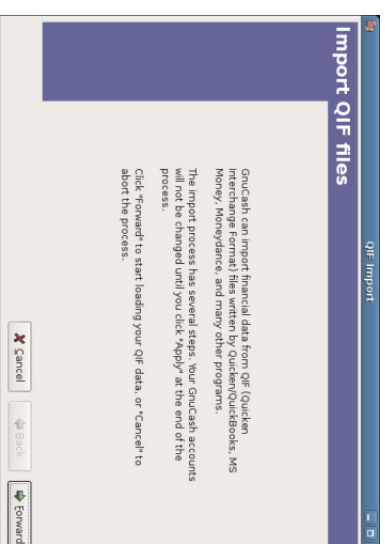 QIF Import
Import QIF files
GnuCash can import financial data from QIF (Quicken
Interchange Format) files written by Quicken/QuickBooks, MS
Money, Moneydance, and many other programs.
The import process has several steps. Your GnuCash accounts
will not be changed until you click "Apply" at the end of the
process.
Click "Forward" to start loading your QIF data, or "Cancel" to
abort the process.
Cancel
Back
Forward